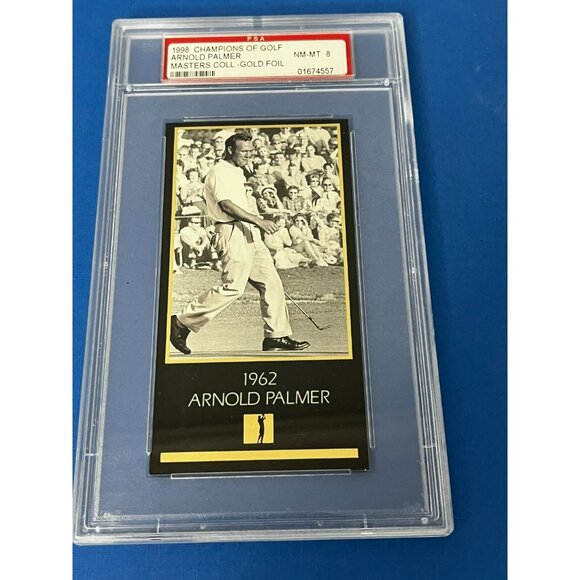 PSA
1998 CHAMPIONS OF GOLF
ARNOLD PALMER NM-MT 8
MASTERS COLL.-GOLD FOIL
01674557
1962
ARNOLD PALMER